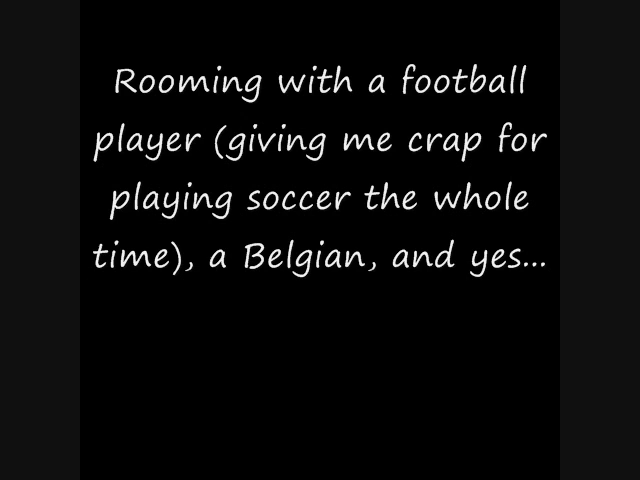 Rooming with a football
player (giving me crap for
playing soccer the whole
time), a Belgian, and yes...